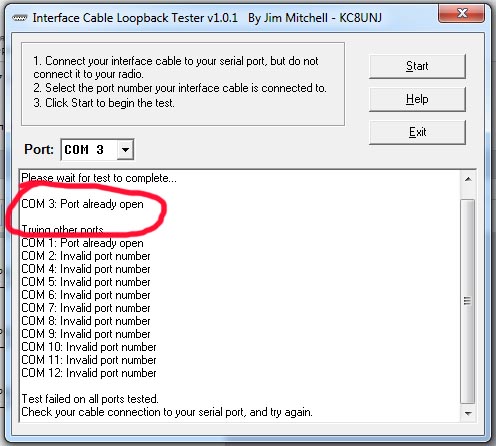 Interface Cable Loopback Tester v1.0.1 By Jim Mitchell - KC8UNJ
1. Connect your interface cable to your serial port, but do not
connect it to your radio.
2. Select the port number your interface cable is connected to.
3. Click Start to begin the test.
Start
Help
Exit
Port: COM 3
Please wait for test to complete...
COM 3: Port already open
Trying other ports
COM 1: Port already open
COM 2: Invalid port number
COM 4: Invalid port number
COM 5: Invalid port number
COM 6: Invalid port number
COM 7: Invalid port number
COM 8: Invalid port number
COM 9: Invalid port number
COM 10: Invalid port number
COM 11: Invalid port number
COM 12: Invalid port number
Test failed on all ports tested.
Check your cable connection to your serial port, and try again.